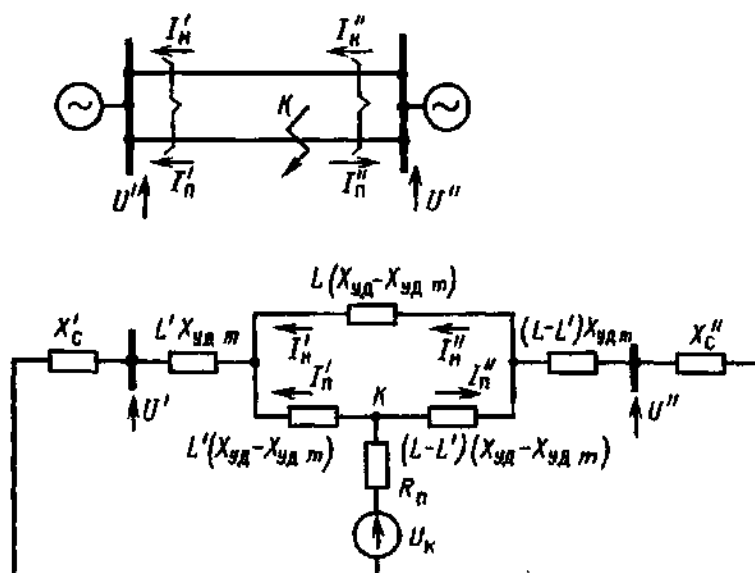 I'н I"н
K
I'п I"п
U' U"
L(Xуд-Xуд m)
X'с L'Xуд m (L-L')Xуд m X"с
I'н I"н
I'п I"п
K
U' U"
L'(Xуд-Xуд m) (L-L')(Xуд-Xуд m)
Rп
Uк